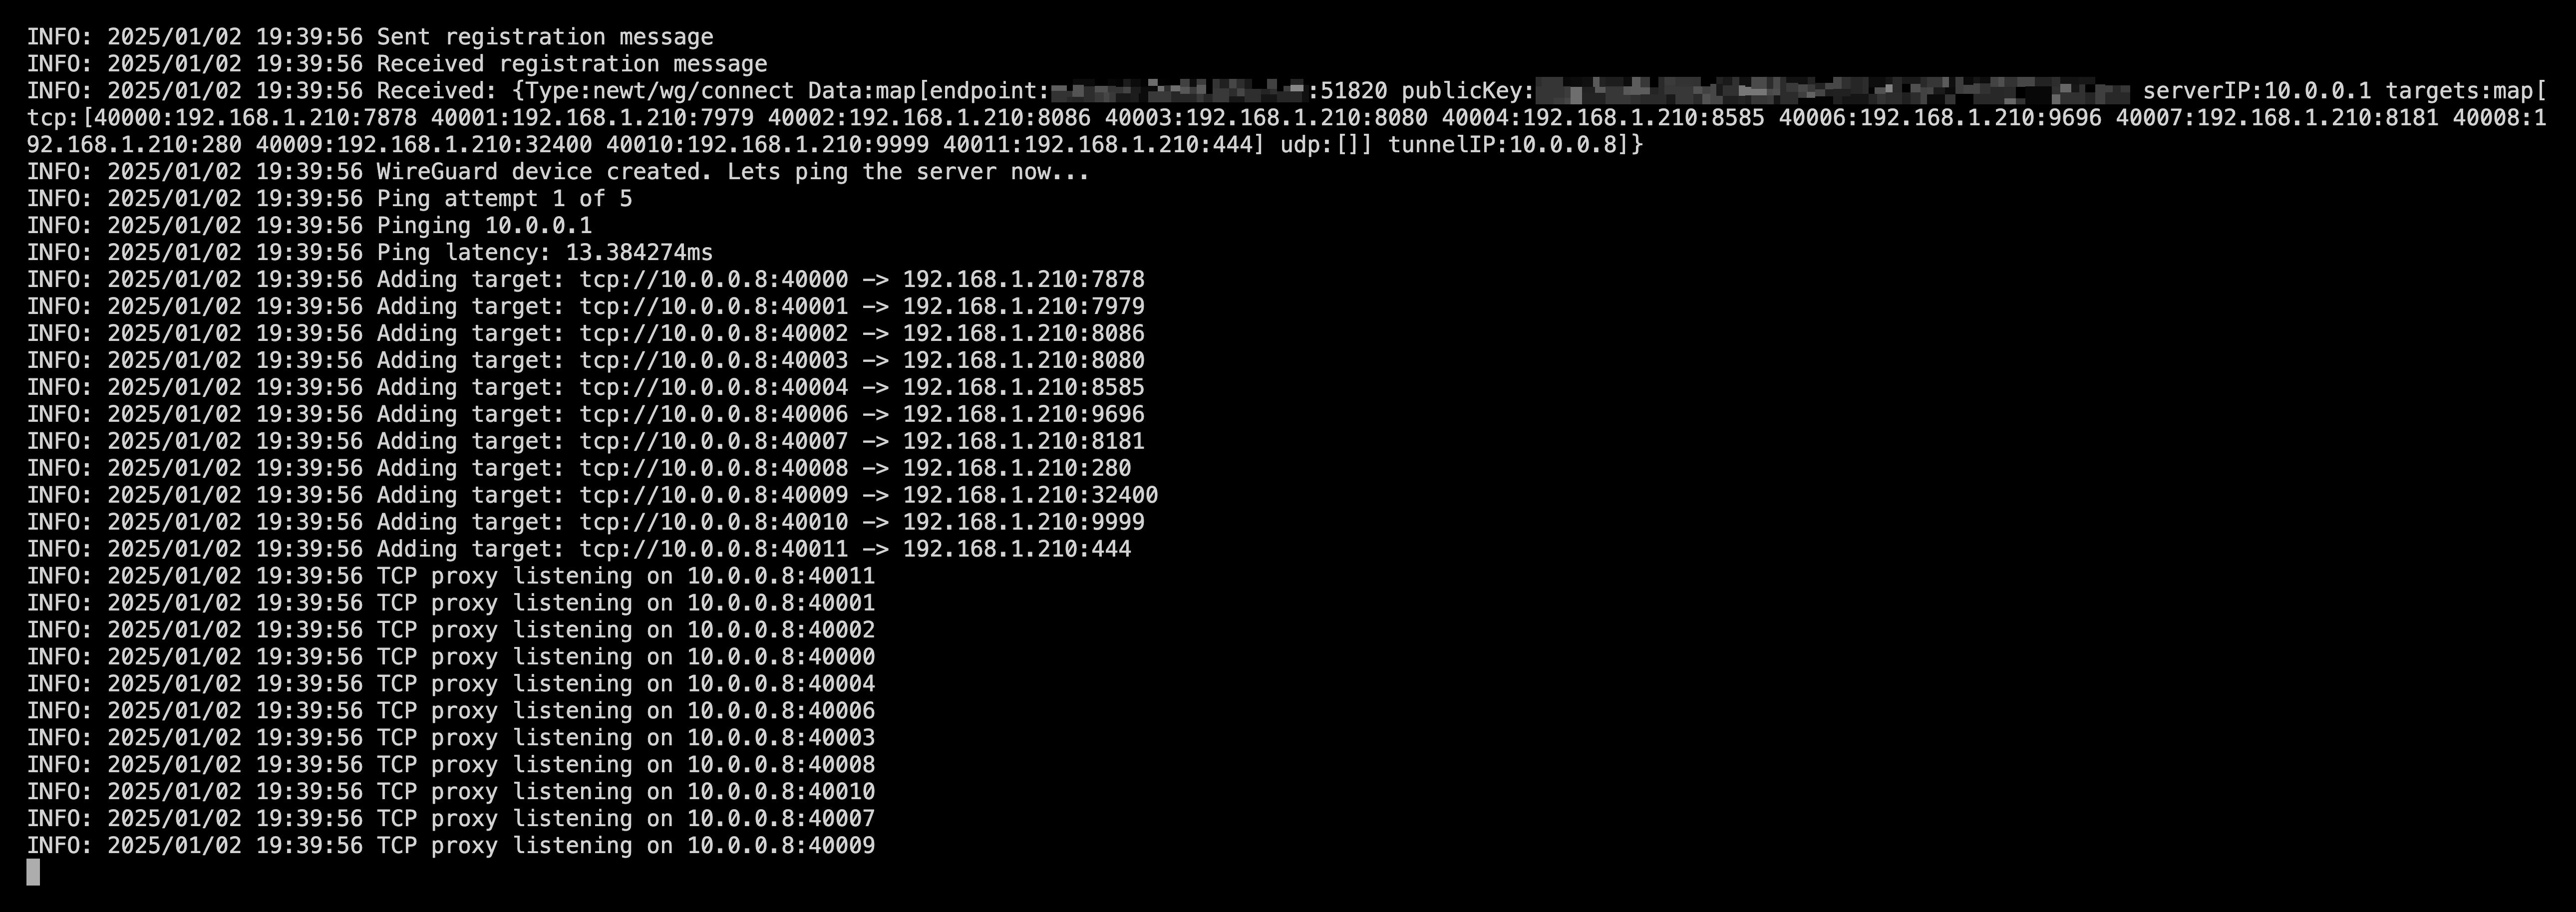 INFO: 2025/01/02 19:39:56 Sent registration message
INFO: 2025/01/02 19:39:56 Received registration message
INFO: 2025/01/02 19:39:56 Received: {Type:newt/wg/connect Data:map[endpoint: :51820 publicKey: serverIP:10.0.0.1 targets:map[
tcp:[40000:192.168.1.210:7878 40001:192.168.1.210:7979 40002:192.168.1.210:8086 40003:192.168.1.210:8080 40004:192.168.1.210:8585 40006:192.168.1.210:9696 40007:192.168.1.210:8181 40008:1
92.168.1.210:280 40009:192.168.1.210:32400 40010:192.168.1.210:9999 40011:192.168.1.210:444] udp:[]] tunnelIP:10.0.0.8]}
INFO: 2025/01/02 19:39:56 WireGuard device created. Lets ping the server now...
INFO: 2025/01/02 19:39:56 Ping attempt 1 of 5
INFO: 2025/01/02 19:39:56 Pinging 10.0.0.1
INFO: 2025/01/02 19:39:56 Ping latency: 13.384274ms
INFO: 2025/01/02 19:39:56 Adding target: tcp://10.0.0.8:40000 -> 192.168.1.210:7878
INFO: 2025/01/02 19:39:56 Adding target: tcp://10.0.0.8:40001 -> 192.168.1.210:7979
INFO: 2025/01/02 19:39:56 Adding target: tcp://10.0.0.8:40002 -> 192.168.1.210:8086
INFO: 2025/01/02 19:39:56 Adding target: tcp://10.0.0.8:40003 -> 192.168.1.210:8080
INFO: 2025/01/02 19:39:56 Adding target: tcp://10.0.0.8:40004 -> 192.168.1.210:8585
INFO: 2025/01/02 19:39:56 Adding target: tcp://10.0.0.8:40006 -> 192.168.1.210:9696
INFO: 2025/01/02 19:39:56 Adding target: tcp://10.0.0.8:40007 -> 192.168.1.210:8181
INFO: 2025/01/02 19:39:56 Adding target: tcp://10.0.0.8:40008 -> 192.168.1.210:280
INFO: 2025/01/02 19:39:56 Adding target: tcp://10.0.0.8:40009 -> 192.168.1.210:32400
INFO: 2025/01/02 19:39:56 Adding target: tcp://10.0.0.8:40010 -> 192.168.1.210:9999
INFO: 2025/01/02 19:39:56 Adding target: tcp://10.0.0.8:40011 -> 192.168.1.210:444
INFO: 2025/01/02 19:39:56 TCP proxy listening on 10.0.0.8:40011
INFO: 2025/01/02 19:39:56 TCP proxy listening on 10.0.0.8:40001
INFO: 2025/01/02 19:39:56 TCP proxy listening on 10.0.0.8:40002
INFO: 2025/01/02 19:39:56 TCP proxy listening on 10.0.0.8:40000
INFO: 2025/01/02 19:39:56 TCP proxy listening on 10.0.0.8:40004
INFO: 2025/01/02 19:39:56 TCP proxy listening on 10.0.0.8:40006
INFO: 2025/01/02 19:39:56 TCP proxy listening on 10.0.0.8:40003
INFO: 2025/01/02 19:39:56 TCP proxy listening on 10.0.0.8:40008
INFO: 2025/01/02 19:39:56 TCP proxy listening on 10.0.0.8:40010
INFO: 2025/01/02 19:39:56 TCP proxy listening on 10.0.0.8:40007
INFO: 2025/01/02 19:39:56 TCP proxy listening on 10.0.0.8:40009